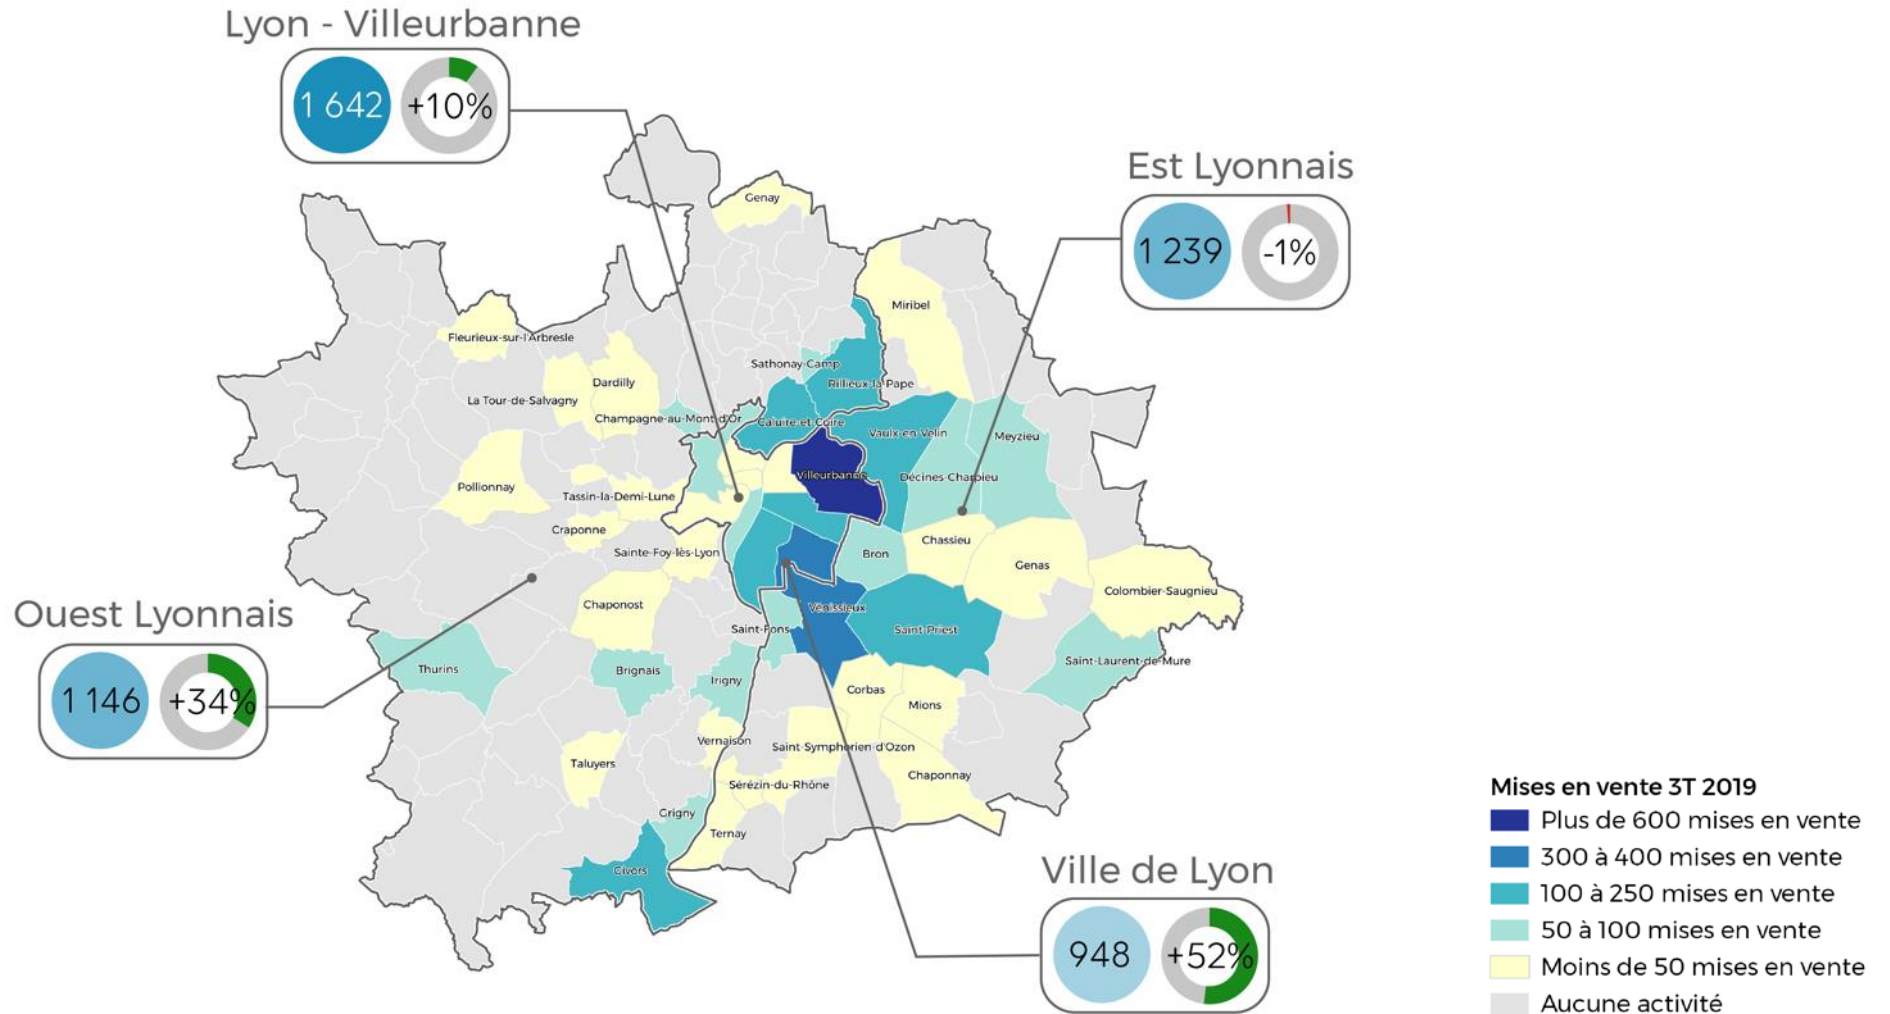 Lyon - Villeurbanne
1 642
+10%
Est Lyonnais
1 239
-1%
Genay
Miribel
Fleurieux-sur-l'Arbresle
Sathonay-Camp
Dardilly
Rillieux-la-Pape
La Tour-de-Salvagny
Champagne-au-Mont-d'Or
Caluire-et-Cuire
Vaulx-en-Velin
Meyzieu
Villeurbanne
Décines-Charpieu
Pollionnay
Tassin-la-Demi-Lune
Craponne
Sainte-Foy-lès-Lyon
Bron
Chassieu
Genas
Colombier-Saugnieu
Ouest Lyonnais
1 146
+34%
Chaponost
Vénissieux
Saint-Fons
Saint-Priest
Thurins
Brignais
Irigny
Saint-Laurent-de-Mure
Corbas
Mions
Vernaison
Saint-Symphorien-d'Ozon
Taluyers
Sérézin-du-Rhône
Chaponnay
Grigny
Ternay
Givors
Ville de Lyon
948
+52%
Mises en vente 3T 2019
Plus de 600 mises en vente
300 à 400 mises en vente
100 à 250 mises en vente
50 à 100 mises en vente
Moins de 50 mises en vente
Aucune activité